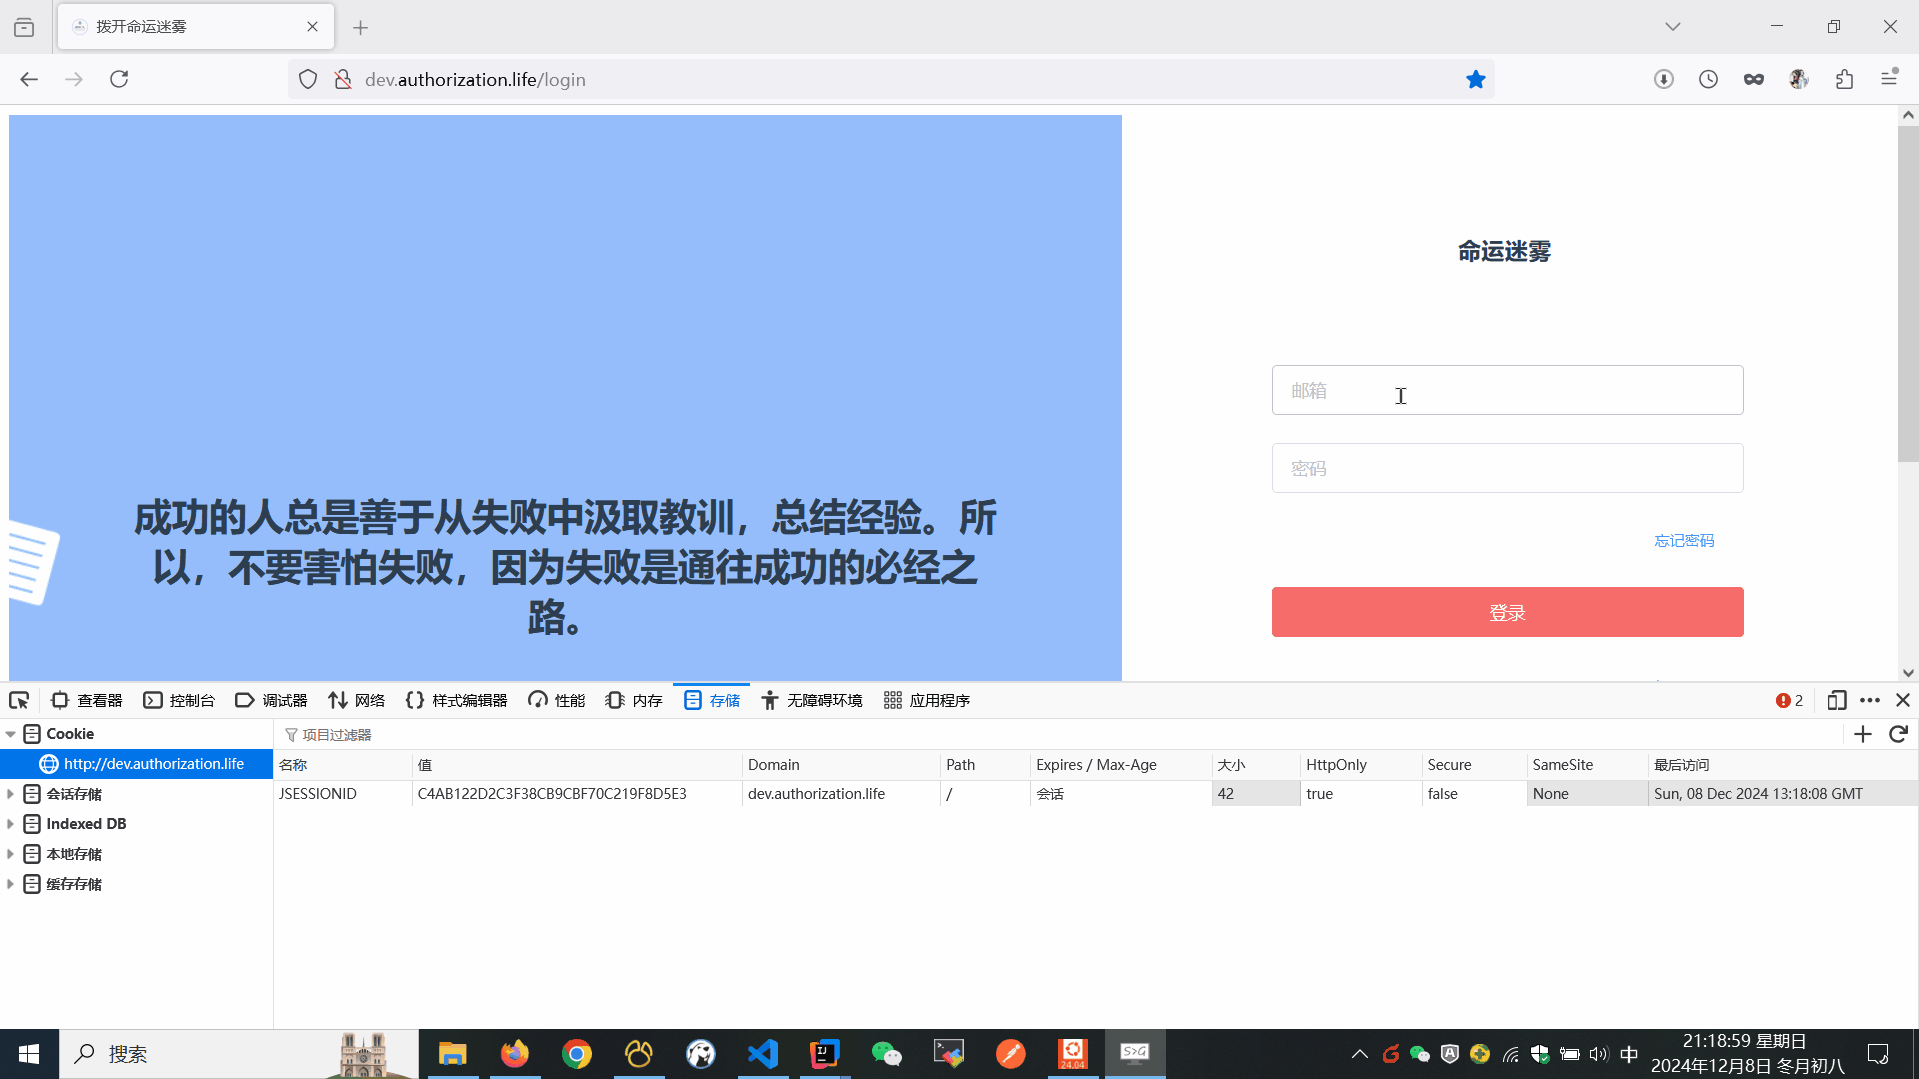 拨开命运迷雾
dev.authorization.life/login
命运迷雾
邮箱
密码
忘记密码
登录
成功的人总是善于从失败中汲取教训，总结经验。所
以，不要害怕失败，因为失败是通往成功的必经之
路。
查看器 控制台 调试器 网络 样式编辑器 性能 内存 存储 无障碍环境 应用程序 2
Cookie 项目过滤器
http://dev.authorization.life 名称 值 Domain Path Expires / Max-Age 大小 HttpOnly Secure SameSite 最后访问
会话存储 JSESSIONID C4AB122D2C3F38CB9CBF70C219F8D5E3 dev.authorization.life / 会话 42 true false None Sun, 08 Dec 2024 13:18:08 GMT
Indexed DB
本地存储
缓存存储
搜索 IJ 24.04 S>G 中
21:18:59 星期日
2024年12月8日 冬月初八